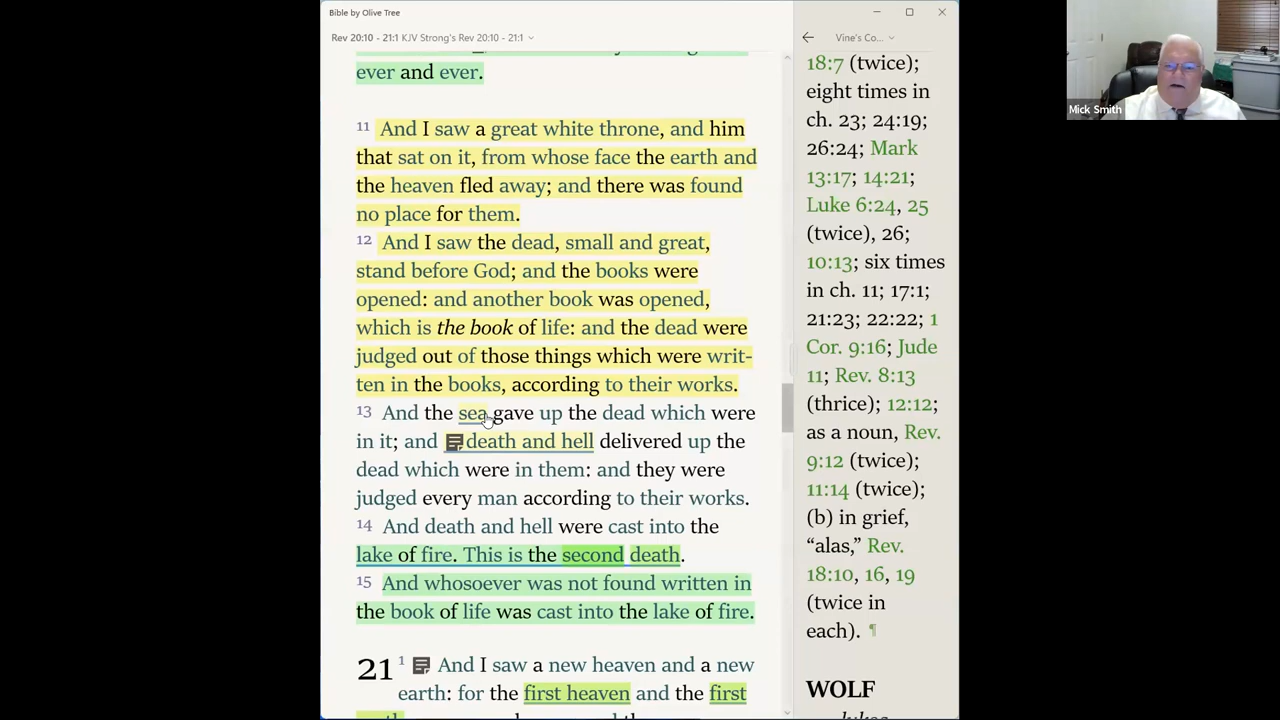 Bible by Olive Tree
Rev 20:10 - 21:1 KJV Strong's Rev 20:10 - 21:1
ever and ever.
11 And I saw a great white throne, and him
that sat on it, from whose face the earth and
the heaven fled away; and there was found
no place for them.
12 And I saw the dead, small and great,
stand before God; and the books were
opened: and another book was opened,
which is the book of life: and the dead were
judged out of those things which were writ-
ten in the books, according to their works.
13 And the sea gave up the dead which were
in it; and death and hell delivered up the
dead which were in them: and they were
judged every man according to their works.
14 And death and hell were cast into the
lake of fire. This is the second death.
15 And whosoever was not found written in
the book of life was cast into the lake of fire.
21 1 And I saw a new heaven and a new
earth: for the first heaven and the first
Vine's Co...
18:7 (twice);
eight times in
ch. 23; 24:19;
26:24; Mark
13:17; 14:21;
Luke 6:24, 25
(twice), 26;
10:13; six times
in ch. 11; 17:1;
21:23; 22:22; 1
Cor. 9:16; Jude
11; Rev. 8:13
(thrice); 12:12;
as a noun, Rev.
9:12 (twice);
11:14 (twice);
(b) in grief,
“alas,” Rev.
18:10, 16, 19
(twice in
each). ¶
WOLF
Mick Smith